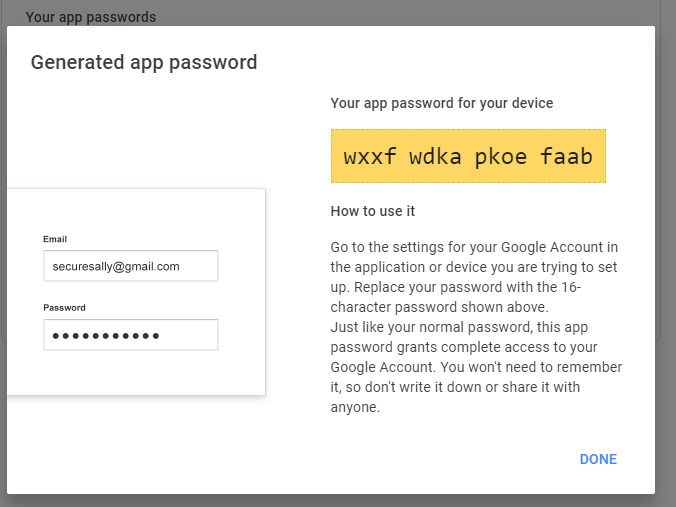 Your app passwords
Generated app password
Your app password for your device
wxxf wdka pkoe faab
Email
securesally@gmail.com
Password
●●●●●●●●●●●
How to use it
Go to the settings for your Google Account in
the application or device you are trying to set
up. Replace your password with the 16-
character password shown above.
Just like your normal password, this app
password grants complete access to your
Google Account. You won't need to remember
it, so don't write it down or share it with
anyone.
DONE